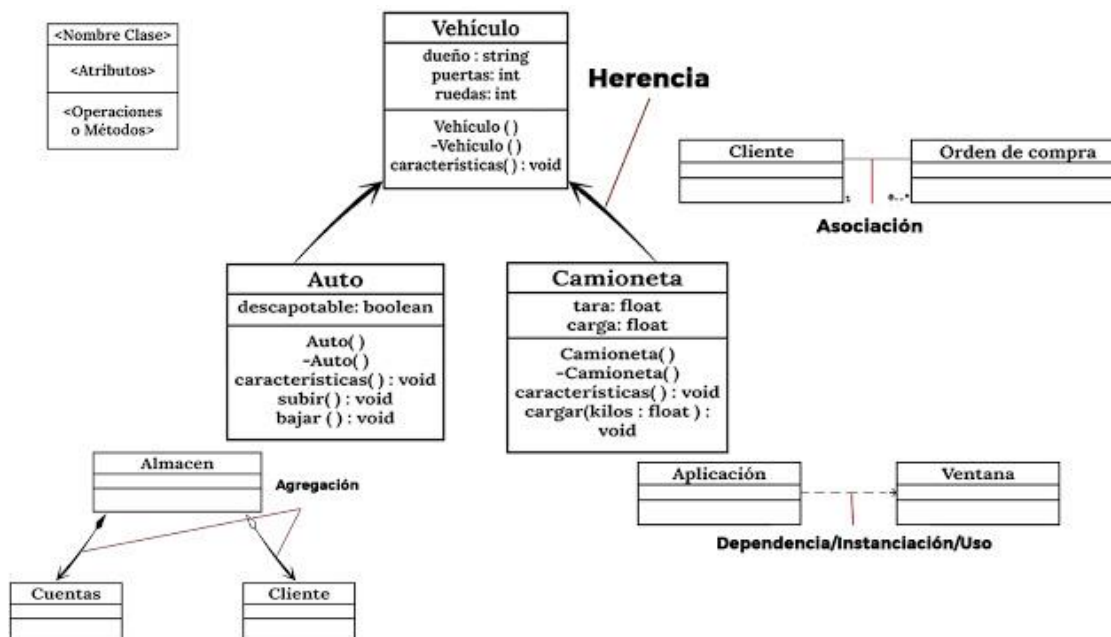 <Nombre Clase>
<Atributos>
<Operaciones
o Métodos>
Vehículo
dueño : string
puertas: int
ruedas: int
Vehículo ( )
-Vehiculo ( )
características( ) : void
Herencia
Cliente
Orden de compra
1
0..*
Asociación
Auto
descapotable: boolean
Auto( )
-Auto( )
características( ) : void
subir( ) : void
bajar ( ) : void
Camioneta
tara: float
carga: float
Camioneta( )
-Camioneta( )
características( ) : void
cargar(kilos : float ) :
void
Almacen
Agregación
Cuentas
Cliente
Aplicación
Ventana
Dependencia/Instanciación/Uso